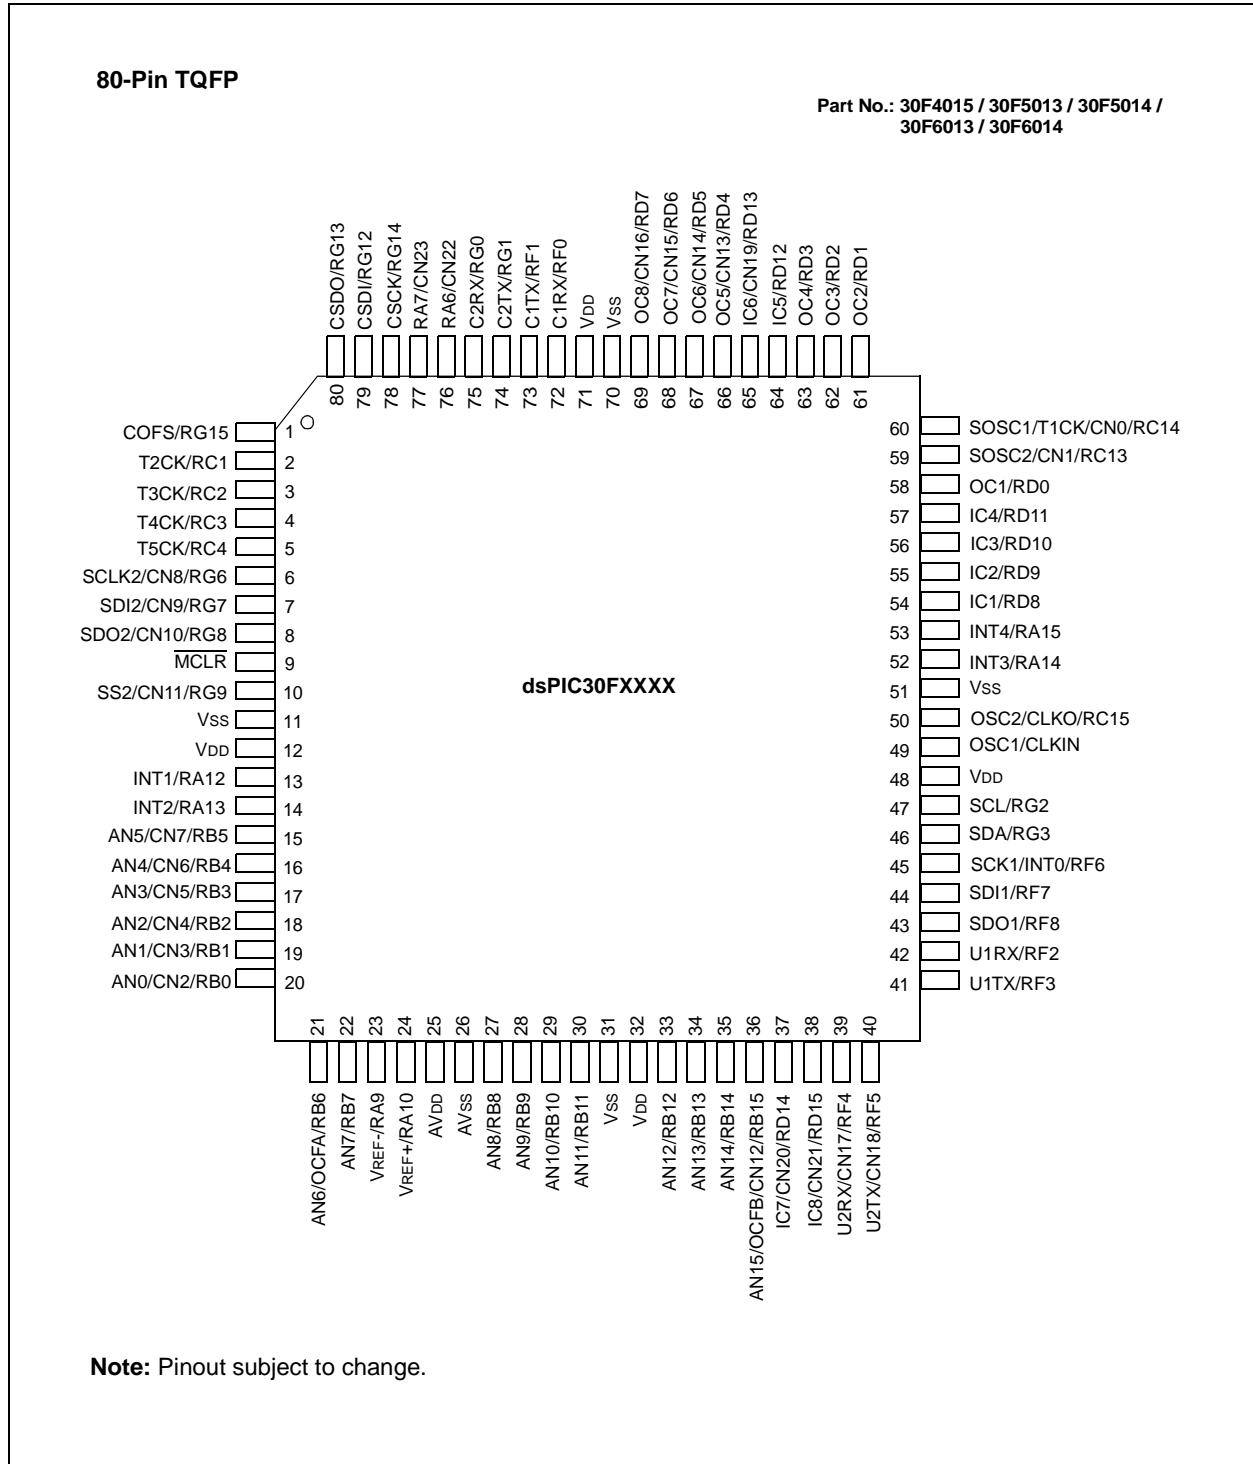 80-Pin TQFP
Part No.: 30F4015 / 30F5013 / 30F5014 /
30F6013 / 30F6014
CSDO/RG13
CSDI/RG12
CSCK/RG14
RA7/CN23
RA6/CN22
C2RX/RG0
C2TX/RG1
C1TX/RF1
C1RX/RF0
VDD
VSS
OC8/CN16/RD7
OC7/CN15/RD6
OC6/CN14/RD5
OC5/CN13/RD4
IC6/CN19/RD13
IC5/RD12
OC4/RD3
OC3/RD2
OC2/RD1
80
79
78
77
76
75
74
73
72
71
70
69
68
67
66
65
64
63
62
61
COFS/RG15 1
T2CK/RC1 2
T3CK/RC2 3
T4CK/RC3 4
T5CK/RC4 5
SCLK2/CN8/RG6 6
SDI2/CN9/RG7 7
SDO2/CN10/RG8 8
MCLR 9
SS2/CN11/RG9 10
VSS 11
VDD 12
INT1/RA12 13
INT2/RA13 14
AN5/CN7/RB5 15
AN4/CN6/RB4 16
AN3/CN5/RB3 17
AN2/CN4/RB2 18
AN1/CN3/RB1 19
AN0/CN2/RB0 20
dsPIC30FXXXX
60 SOSC1/T1CK/CN0/RC14
59 SOSC2/CN1/RC13
58 OC1/RD0
57 IC4/RD11
56 IC3/RD10
55 IC2/RD9
54 IC1/RD8
53 INT4/RA15
52 INT3/RA14
51 VSS
50 OSC2/CLKO/RC15
49 OSC1/CLKIN
48 VDD
47 SCL/RG2
46 SDA/RG3
45 SCK1/INT0/RF6
44 SDI1/RF7
43 SDO1/RF8
42 U1RX/RF2
41 U1TX/RF3
21
22
23
24
25
26
27
28
29
30
31
32
33
34
35
36
37
38
39
40
AN6/OCFA/RB6
AN7/RB7
VREF-/RA9
VREF+/RA10
AVDD
AVSS
AN8/RB8
AN9/RB9
AN10/RB10
AN11/RB11
VSS
VDD
AN12/RB12
AN13/RB13
AN14/RB14
AN15/OCFB/CN12/RB15
IC7/CN20/RD14
IC8/CN21/RD15
U2RX/CN17/RF4
U2TX/CN18/RF5
Note: Pinout subject to change.